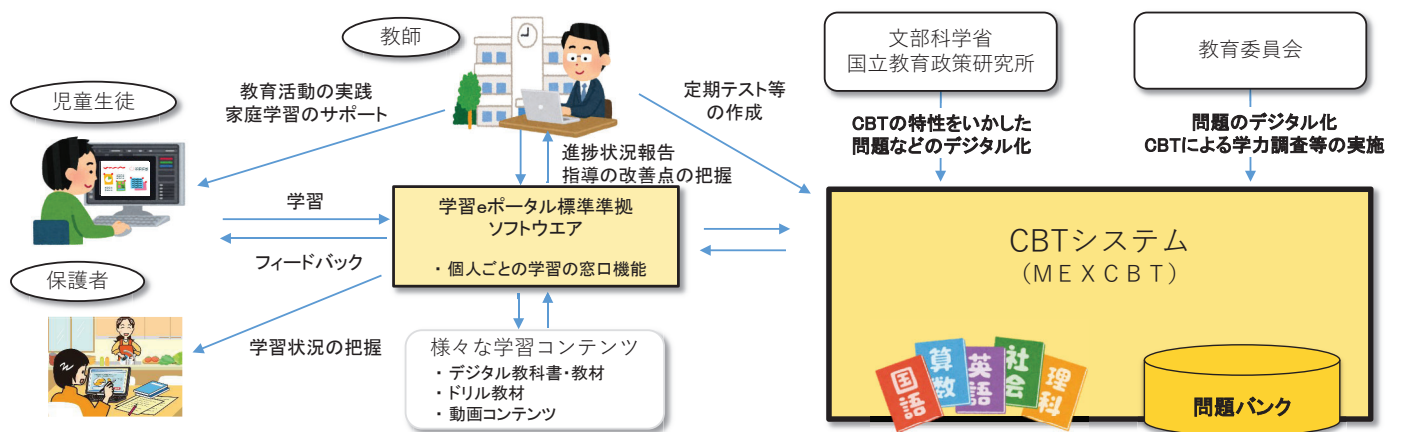 教師
文部科学省
国立教育政策研究所
教育委員会
児童生徒
教育活動の実践
家庭学習のサポート
定期テスト等
の作成
CBTの特性をいかした
問題などのデジタル化
問題のデジタル化
CBTによる学力調査等の実施
進捗状況報告
指導の改善点の把握
学習
フィードバック
学習eポータル標準準拠
ソフトウエア
・個人ごとの学習の窓口機能
CBTシステム
（ＭＥＸＣＢＴ）
保護者
学習状況の把握
様々な学習コンテンツ
・デジタル教科書・教材
・ドリル教材
・動画コンテンツ
国語
算数
英語
社会
理科
問題バンク